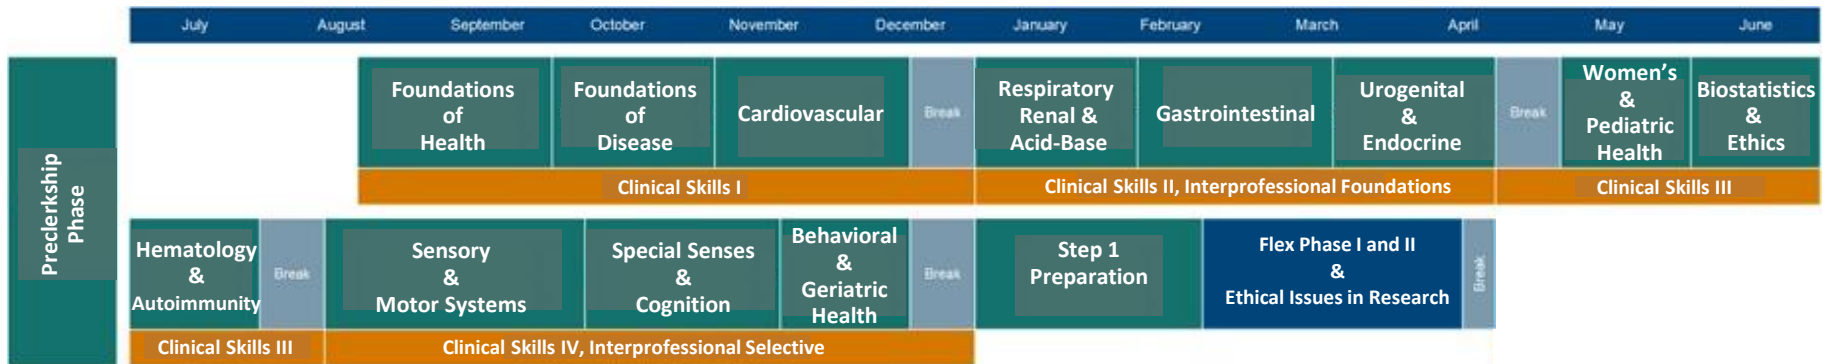 July August September October November December January February March April May June
Preclerkship
Phase
Foundations
of
Health
Foundations
of
Disease
Cardiovascular
Break
Respiratory
Renal &
Acid-Base
Gastrointestinal
Urogenital
&
Endocrine
Break
Women's
&
Pediatric
Health
Biostatistics
&
Ethics
Clinical Skills I
Clinical Skills II, Interprofessional Foundations
Clinical Skills III
Hematology
&
Autoimmunity
Break
Sensory
&
Motor Systems
Special Senses
&
Cognition
Behavioral
&
Geriatric
Health
Break
Step 1
Preparation
Flex Phase I and II
&
Ethical Issues in Research
Break
Clinical Skills III
Clinical Skills IV, Interprofessional Selective